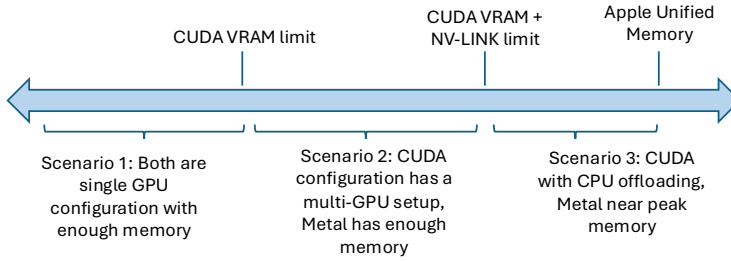 CUDA VRAM limit
CUDA VRAM +
NV-LINK limit
Apple Unified
Memory
Scenario 1: Both are
single GPU
configuration with
enough memory
Scenario 2: CUDA
configuration has a
multi-GPU setup,
Metal has enough
memory
Scenario 3: CUDA
with CPU offloading,
Metal near peak
memory